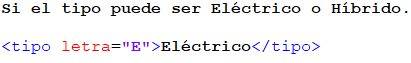 Si el tipo puede ser Eléctrico o Híbrido.
<tipo letra="E">Eléctrico</tipo>